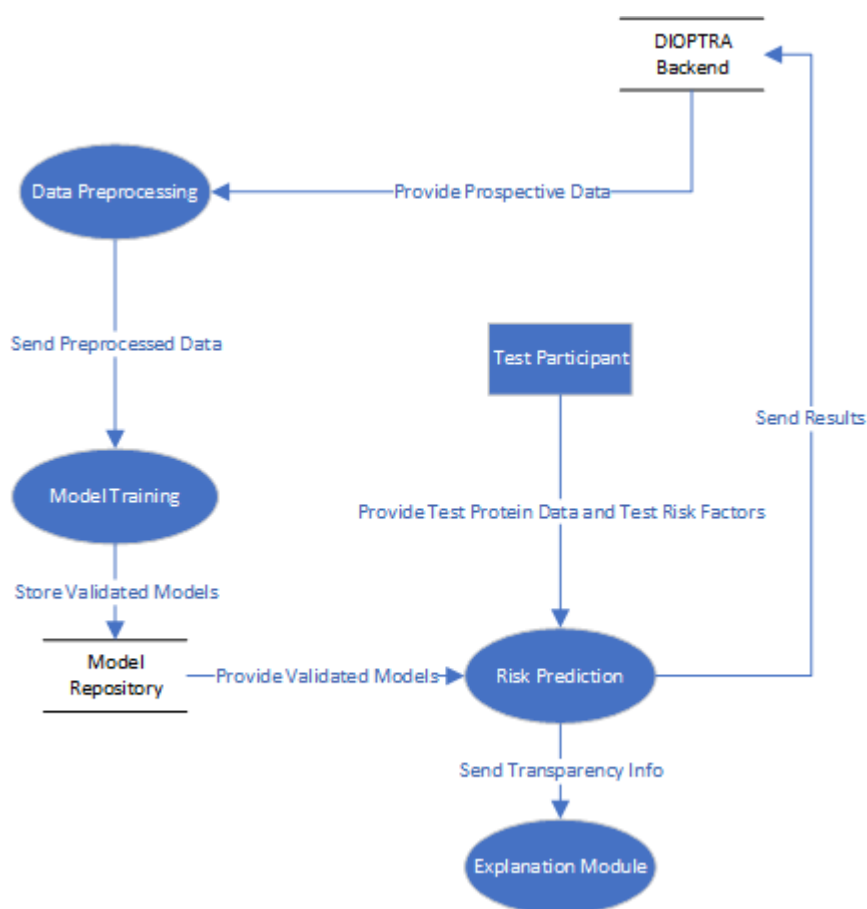 DIOPTRA
Backend
Data Preprocessing
Provide Prospective Data
Send Preprocessed Data
Test Participant
Send Results
Model Training
Provide Test Protein Data and Test Risk Factors
Store Validated Models
Model
Repository
Provide Validated Models
Risk Prediction
Send Transparency Info
Explanation Module